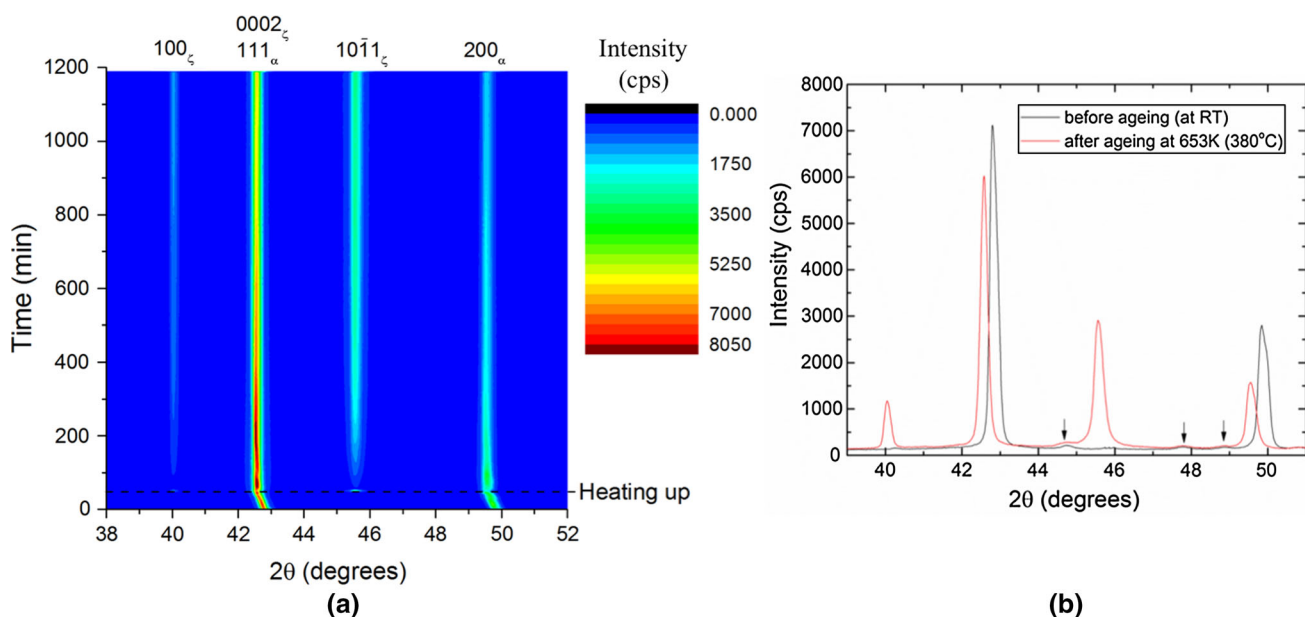 100ζ
0002ζ
111α
101̄1ζ
200α
Intensity
(cps)
1200
1000
800
600
400
200
0
Time (min)
38
40
42
44
46
48
50
52
2θ (degrees)
0.000
1750
3500
5250
7000
8050
Heating up
(a)
8000
7000
6000
5000
4000
3000
2000
1000
0
Intensity (cps)
before ageing (at RT)
after ageing at 653K (380°C)
40
42
44
46
48
50
2θ (degrees)
(b)